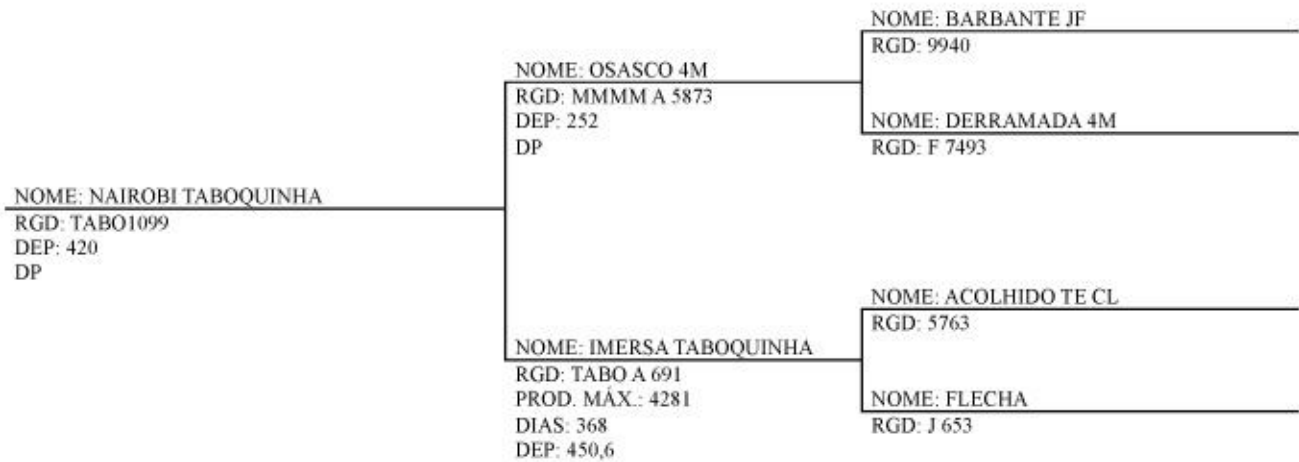 NOME: BARBANTE JF
RGD: 9940
NOME: OSASCO 4M
RGD: MMMM A 5873
DEP: 252
DP
NOME: DERRAMADA 4M
RGD: F 7493
NOME: NAIROBI TABOQUINHA
RGD: TABO1099
DEP: 420
DP
NOME: ACOLHIDO TE CL
RGD: 5763
NOME: IMERSA TABOQUINHA
RGD: TABO A 691
PROD. MÁX.: 4281
DIAS: 368
DEP: 450,6
NOME: FLECHA
RGD: J 653